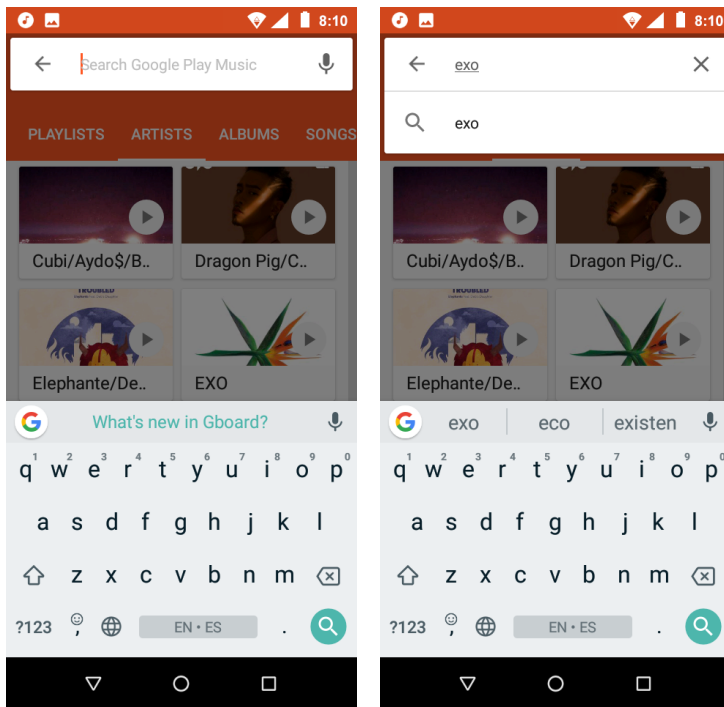 8:10
Search Google Play Music
PLAYLISTS ARTISTS ALBUMS SONGS
Cubi/Aydo$/B.. Dragon Pig/C..
TROUBLED
Elephante/De.. EXO
G What's new in Gboard?
1 2 3 4 5 6 7 8 9 0
q w e r t y u i o p
a s d f g h j k l
z x c v b n m
?123 , EN • ES .
8:10
exo
exo
Cubi/Aydo$/B.. Dragon Pig/C..
TROUBLED
Elephante/De.. EXO
G exo eco existen
1 2 3 4 5 6 7 8 9 0
q w e r t y u i o p
a s d f g h j k l
z x c v b n m
?123 , EN • ES .